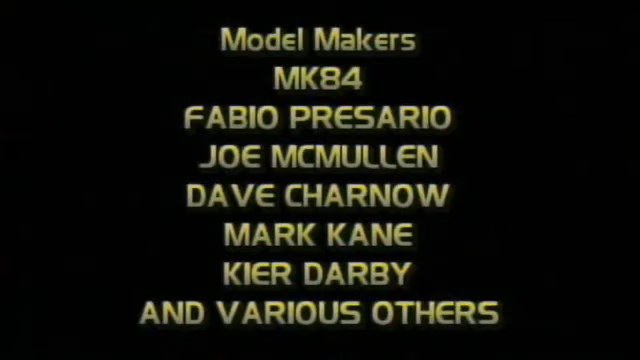 Model Makers
MK84
FABIO PRESARIO
JOE MCMULLEN
DAVE CHARNOW
MARK KANE
KIER DARBY
AND VARIOUS OTHERS